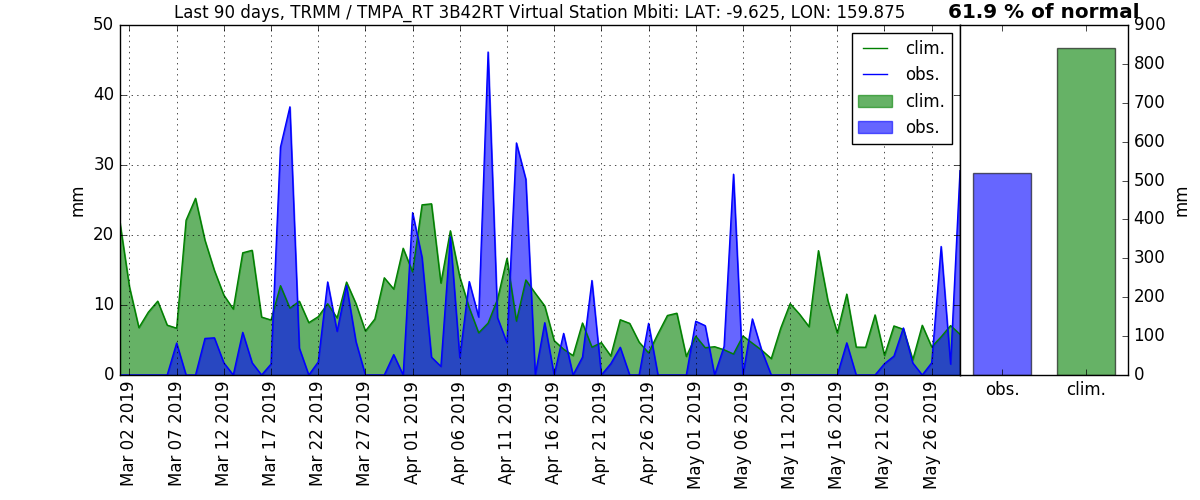 Last 90 days, TRMM / TMPA_RT 3B42RT Virtual Station Mbiti: LAT: -9.625, LON: 159.875
61.9 % of normal
50
40
30
20
10
0
mm
clim.
obs.
clim.
obs.
Mar 02 2019
Mar 07 2019
Mar 12 2019
Mar 17 2019
Mar 22 2019
Mar 27 2019
Apr 01 2019
Apr 06 2019
Apr 11 2019
Apr 16 2019
Apr 21 2019
Apr 26 2019
May 01 2019
May 06 2019
May 11 2019
May 16 2019
May 21 2019
May 26 2019
900
800
700
600
500
400
300
200
100
0
mm
obs.
clim.